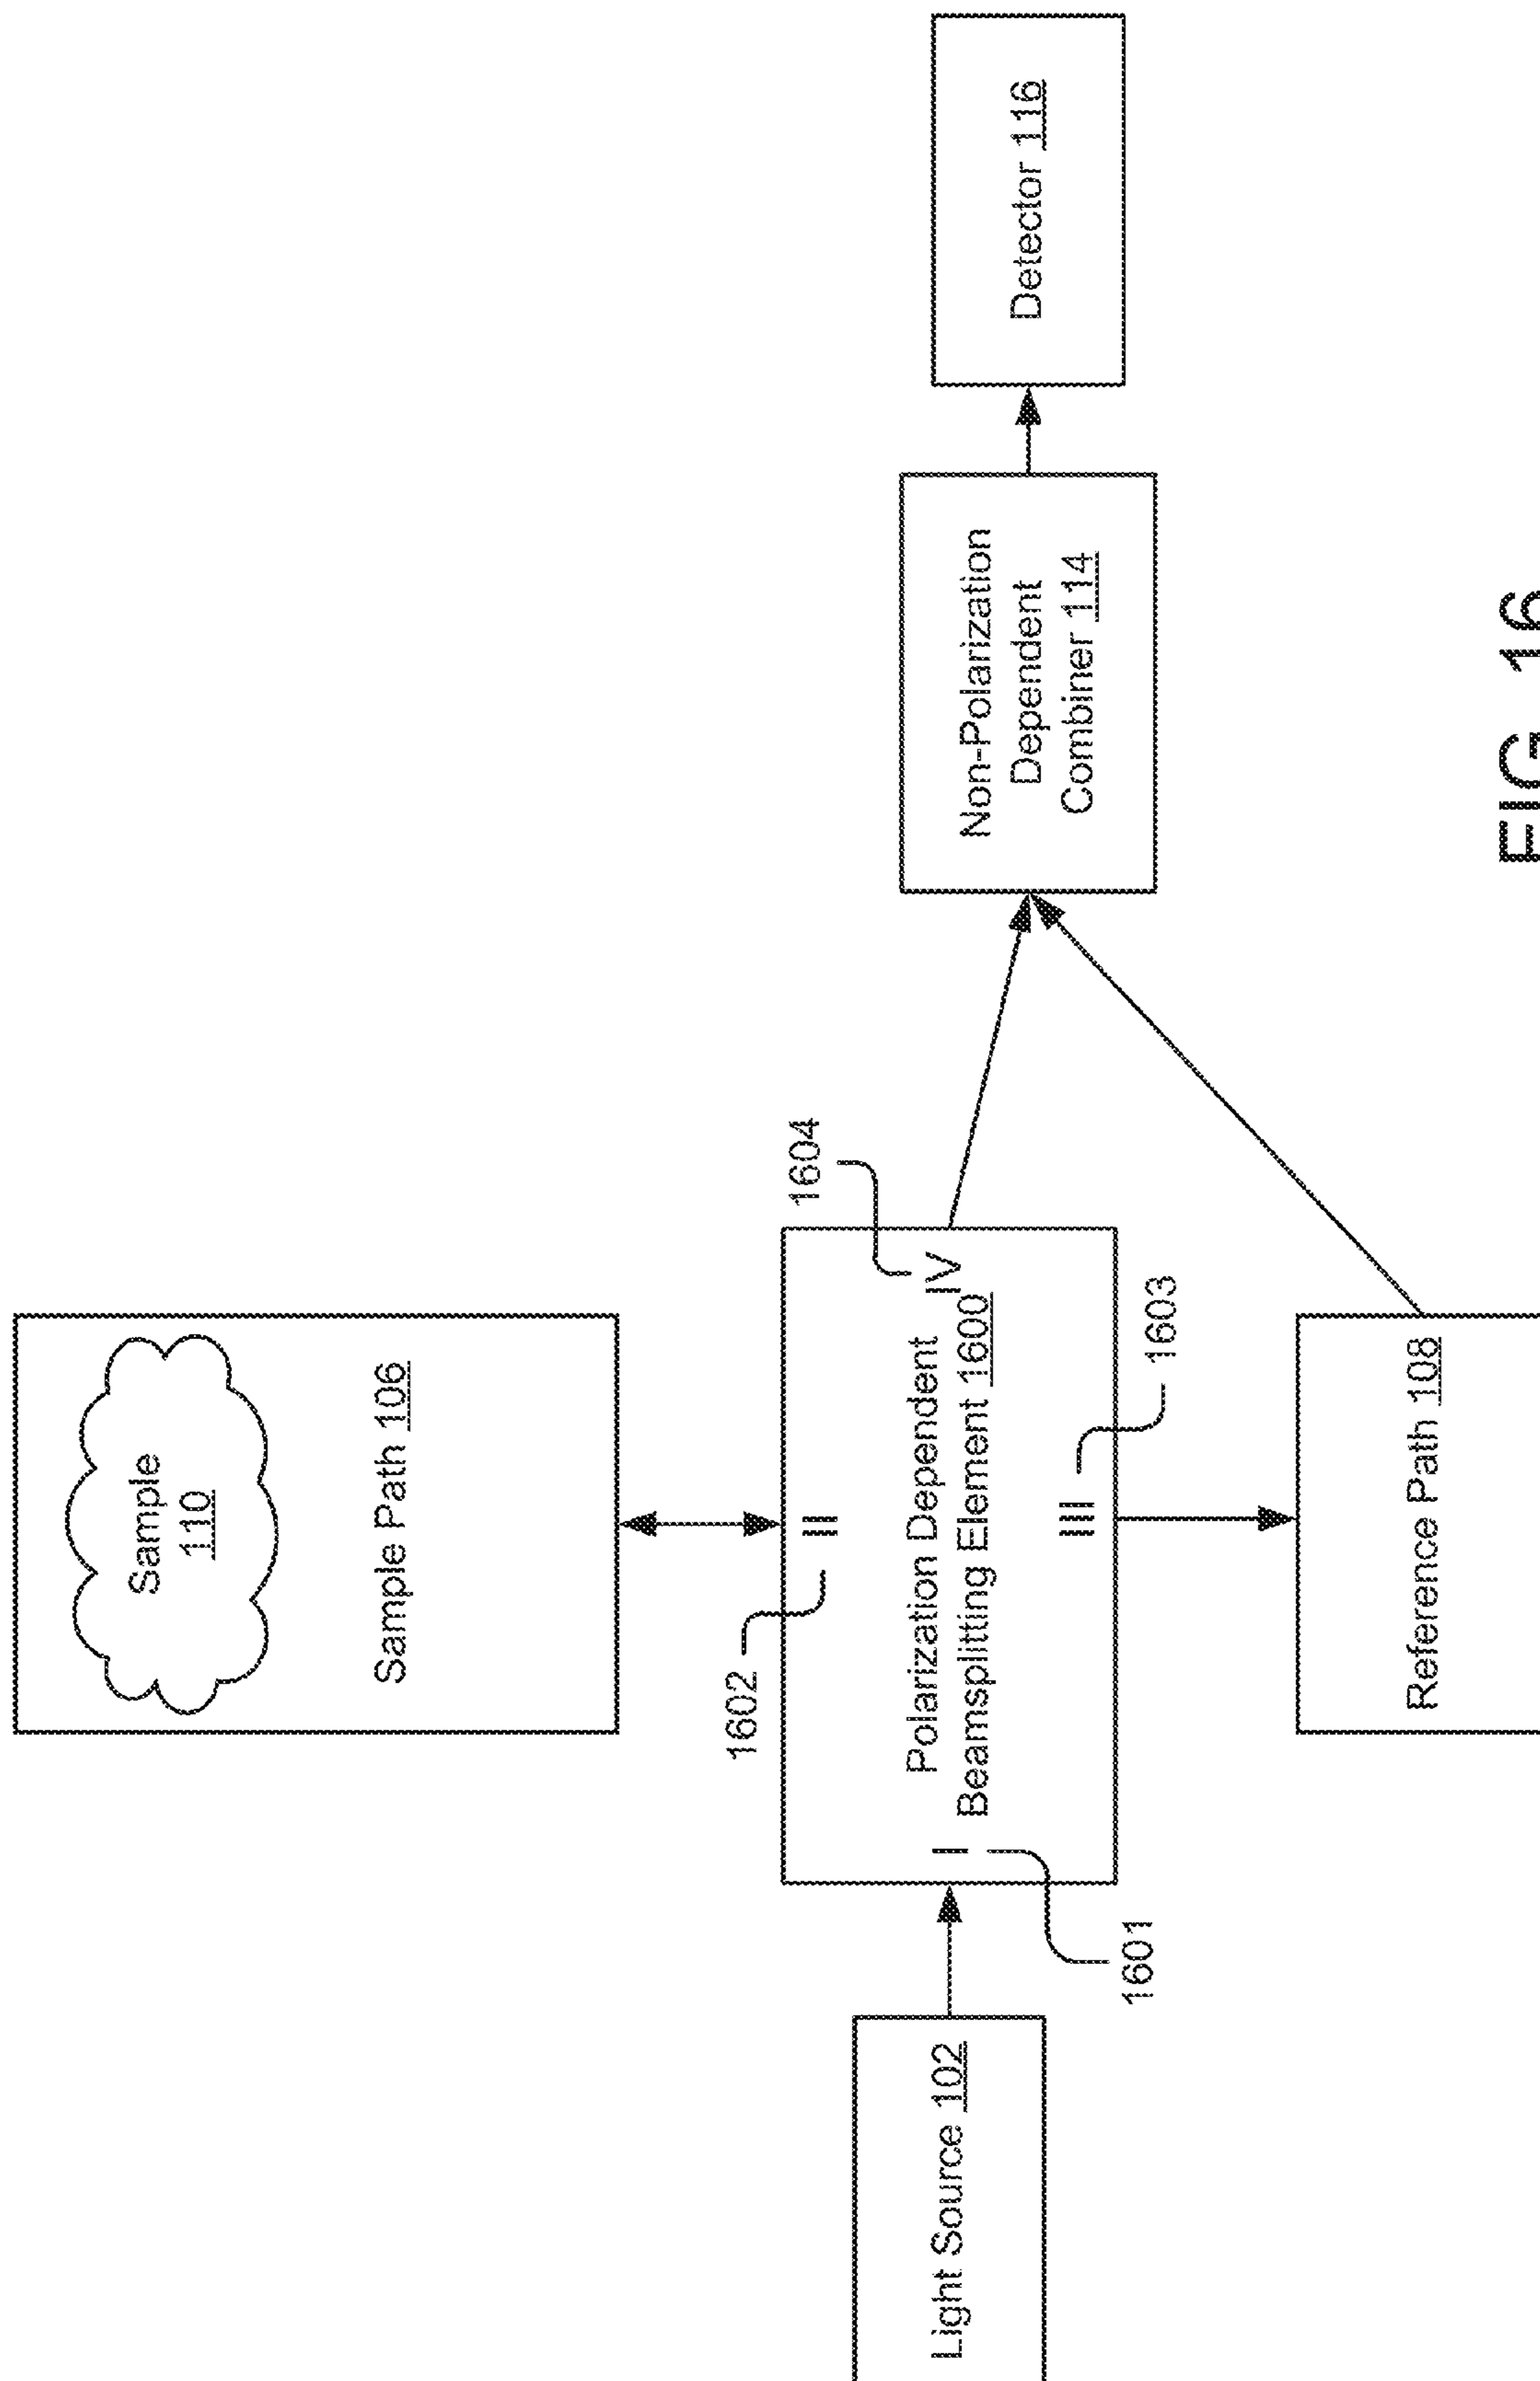 Sample
110
Sample Path 106
1602
II
1604
Light Source 102
I
1601
Polarization Dependent
Beamsplitting Element 1600
IV
III
1603
Non-Polarization
Dependent
Combiner 114
Detector 116
Reference Path 108
FIG. 16